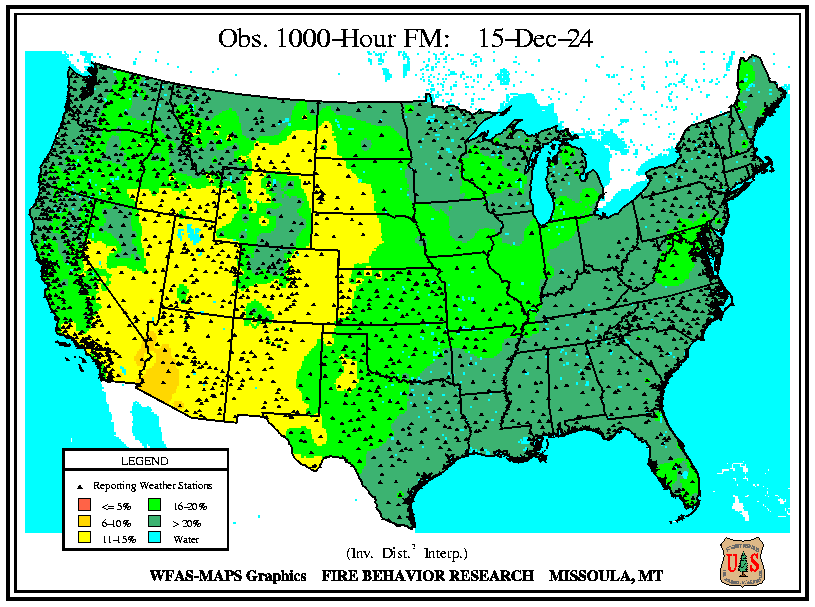 Obs. 1000-Hour FM: 15-Dec-24
LEGEND
Reporting Weather Stations
<= 5% 16-20%
6-10% > 20%
11-15% Water
(Inv. Dist.² Interp.)
WFAS-MAPS Graphics FIRE BEHAVIOR RESEARCH MISSOULA, MT
U S